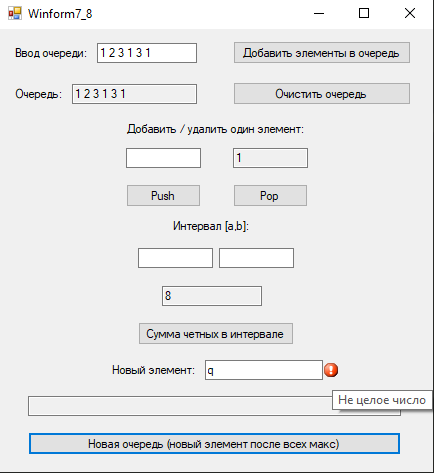 Winform7_8
Ввод очереди: 1 2 3 1 3 1 Добавить элементы в очередь
Очередь: 1 2 3 1 3 1 Очистить очередь
Добавить / удалить один элемент:
1
Push Pop
Интервал [a,b]:
8
Сумма четных в интервале
Новый элемент: q
Не целое число
Новая очередь (новый элемент после всех макс)